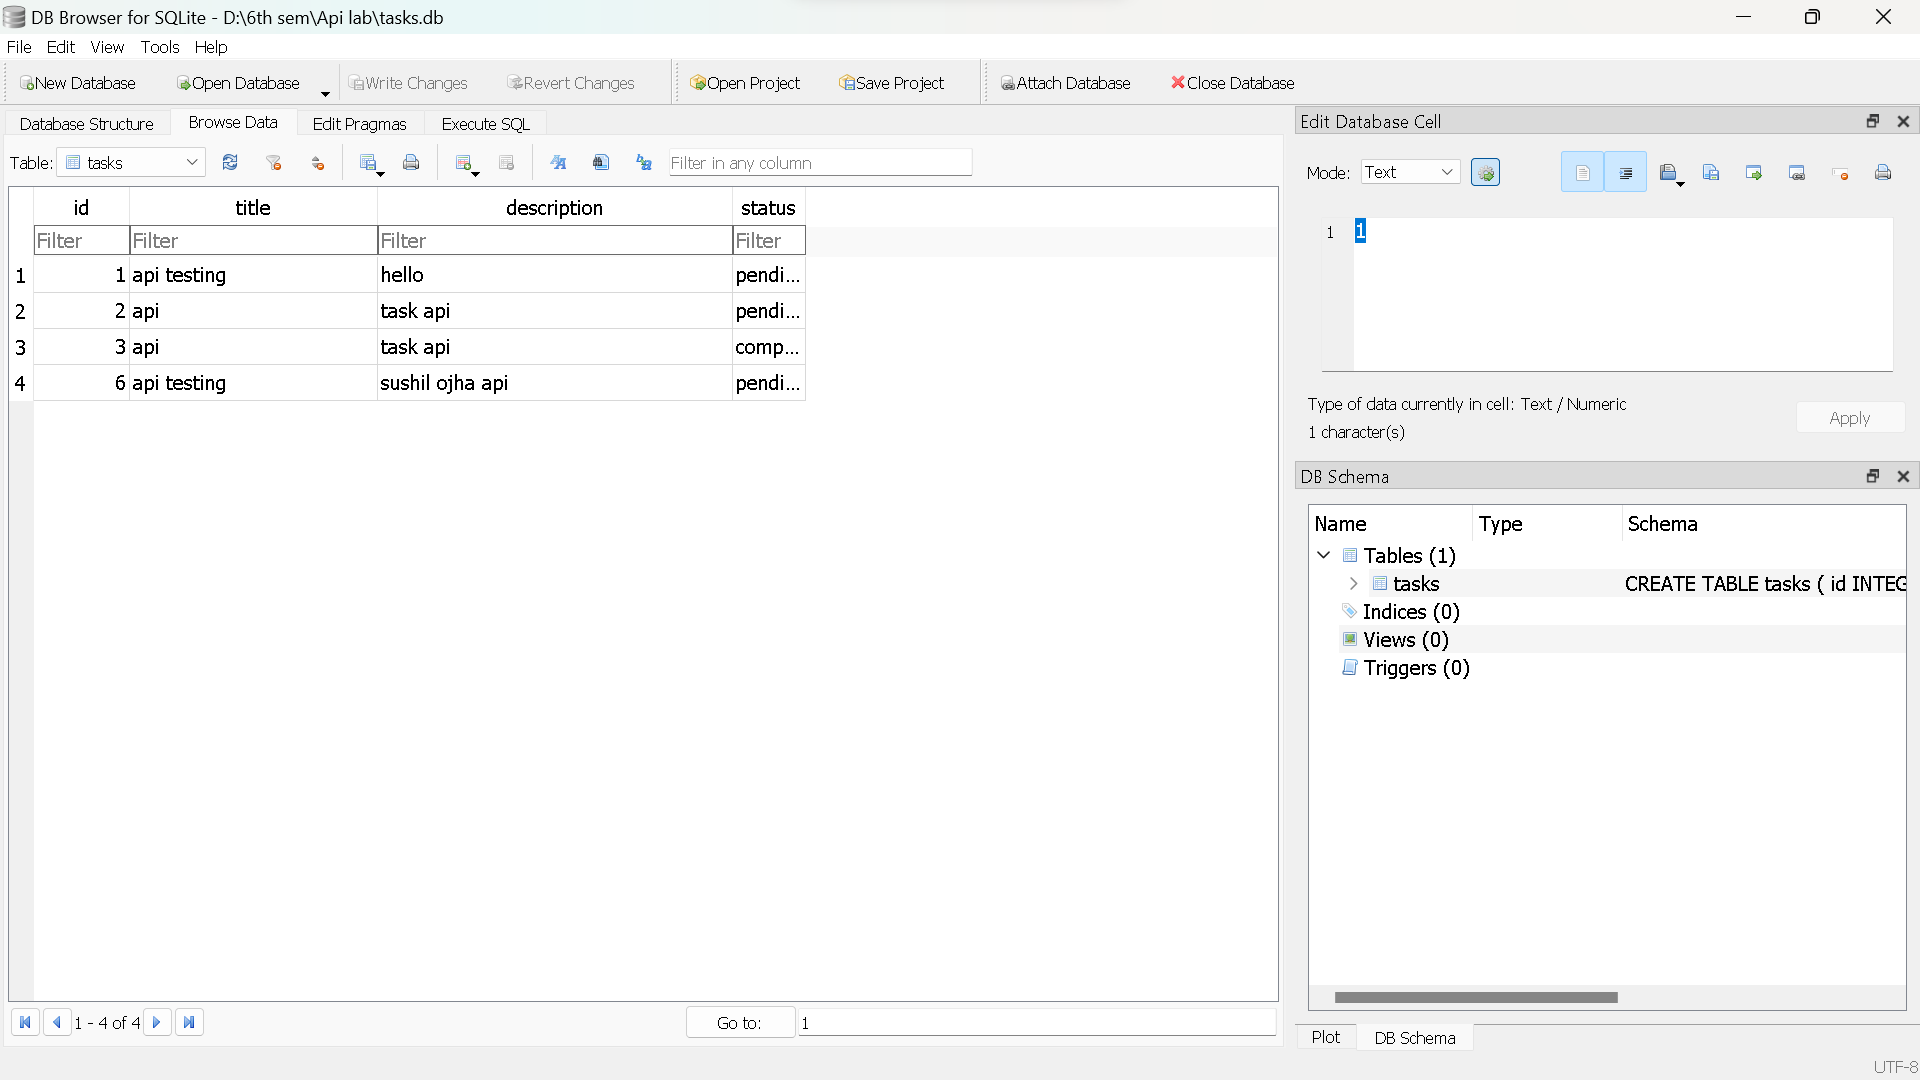 DB Browser for SQLite - D:\6th sem\Api lab\tasks.db
File Edit View Tools Help
New Database Open Database Write Changes Revert Changes Open Project Save Project Attach Database Close Database
Database Structure Browse Data Edit Pragmas Execute SQL
Table: tasks Filter in any column
id title description status
Filter Filter Filter Filter
1 1 api testing hello pendi...
2 2 api task api pendi...
3 3 api task api comp...
4 6 api testing sushil ojha api pendi...
1 - 4 of 4 Go to: 1
Edit Database Cell
Mode: Text
1 1
Type of data currently in cell: Text / Numeric
1 character(s)
Apply
DB Schema
Name Type Schema
Tables (1)
tasks CREATE TABLE tasks ( id INTEG
Indices (0)
Views (0)
Triggers (0)
Plot DB Schema
UTF-8